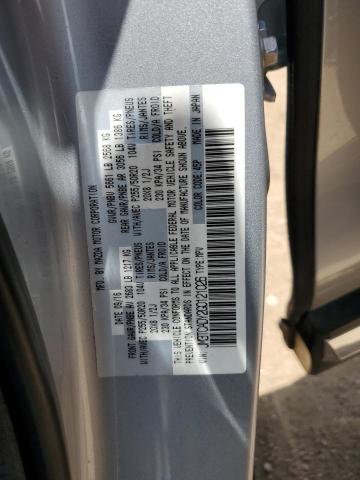 MFD. BY MAZDA MOTOR CORPORATION
DATE: 09/16 GVWR/PNBV 5661 LB 2568 KG
FRONT GAWR/PNBE AV 2683 LB 1217 KG REAR GAWR/PNBE AR 3056 LB 1386 KG
WITH/AVEC P255/50R20 104V TIRES/PNEUS WITH/AVEC P255/50R20 104V TIRES/PNEUS
20X8 1/2J RIMS/JANTES 20X8 1/2J RIMS/JANTES
230 KPA/34 PSI COLD/A FROID 230 KPA/34 PSI COLD/A FROID
THIS VEHICLE CONFORMS TO ALL APPLICABLE FEDERAL MOTOR VEHICLE SAFETY AND THEFT
PREVENTION STANDARDS IN EFFECT ON THE DATE OF MANUFACTURE SHOWN ABOVE.
TYPE: MPV COLOR CODE 45P MADE IN JAPAN